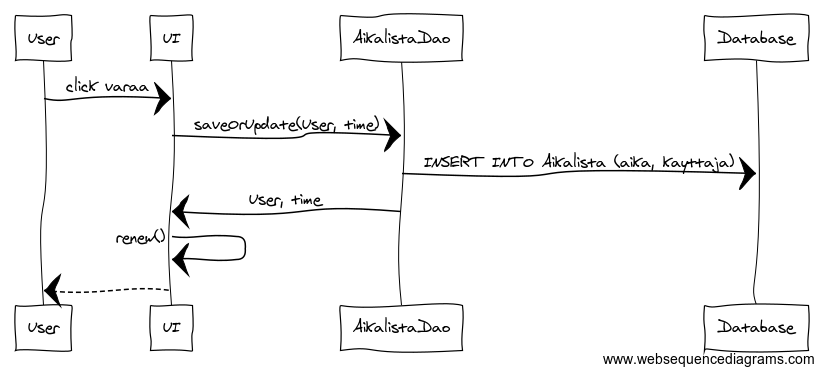 User
UI
AikalistaDao
Database
click varaa
saveOrUpdate(User, time)
INSERT INTO Aikalista (aika, kayttaja)
User, time
renew()
User
UI
AikalistaDao
Database
www.websequencediagrams.com